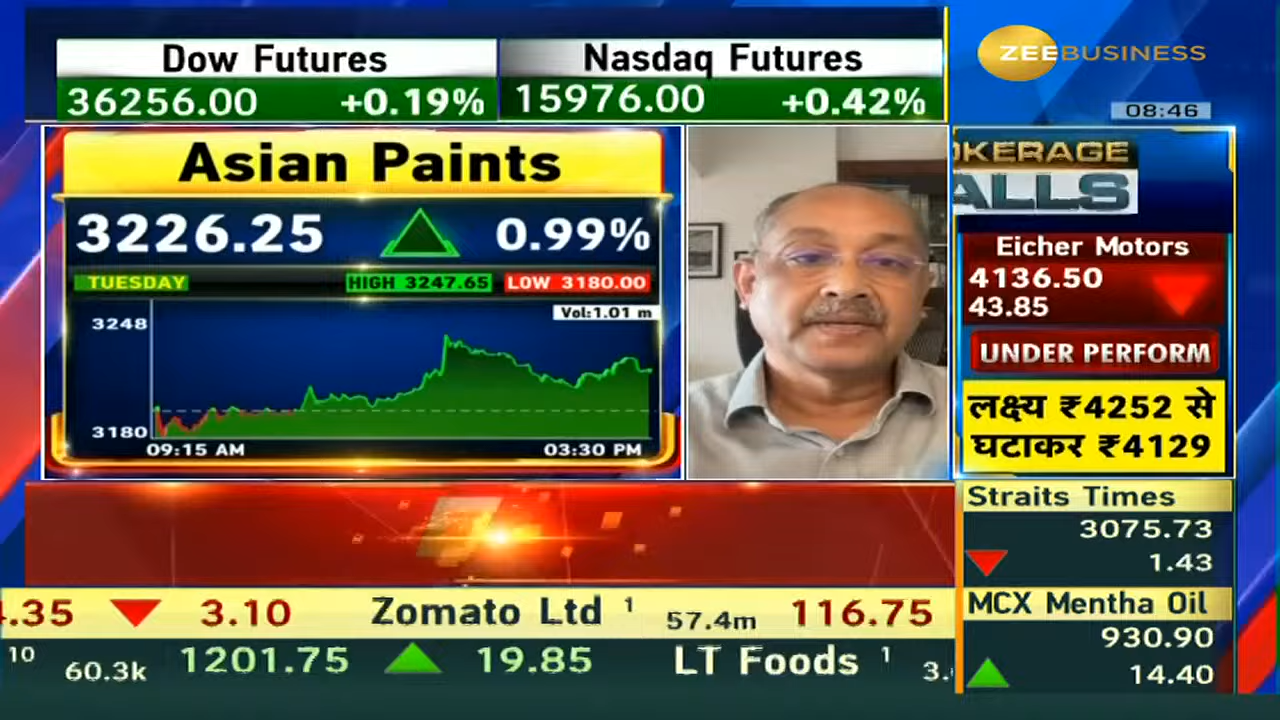 Dow Futures
36256.00 +0.19%
Nasdaq Futures
15976.00 +0.42%
ZEEBUSINESS
08:46
Asian Paints
3226.25 0.99%
TUESDAY HIGH 3247.65 LOW 3180.00
Vol:1.01 m
3248
3180
09:15 AM 03:30 PM
OKERAGE
ALLS
Eicher Motors
4136.50
43.85
UNDER PERFORM
लक्ष्य ₹4252 से
घटाकर ₹4129
Straits Times
3075.73
1.43
MCX Mentha Oil
930.90
14.40
4.35 3.10 Zomato Ltd 1 57.4m 116.75
10 60.3k 1201.75 19.85 LT Foods 1 3.